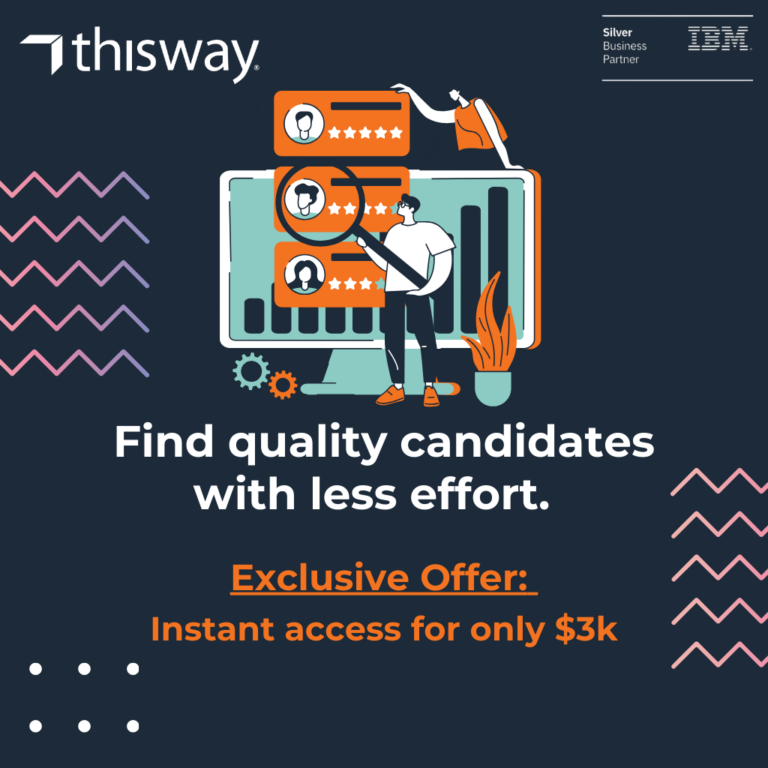 thisway®
Silver
Business
Partner
IBM
Find quality candidates
with less effort.
Exclusive Offer:
Instant access for only $3k